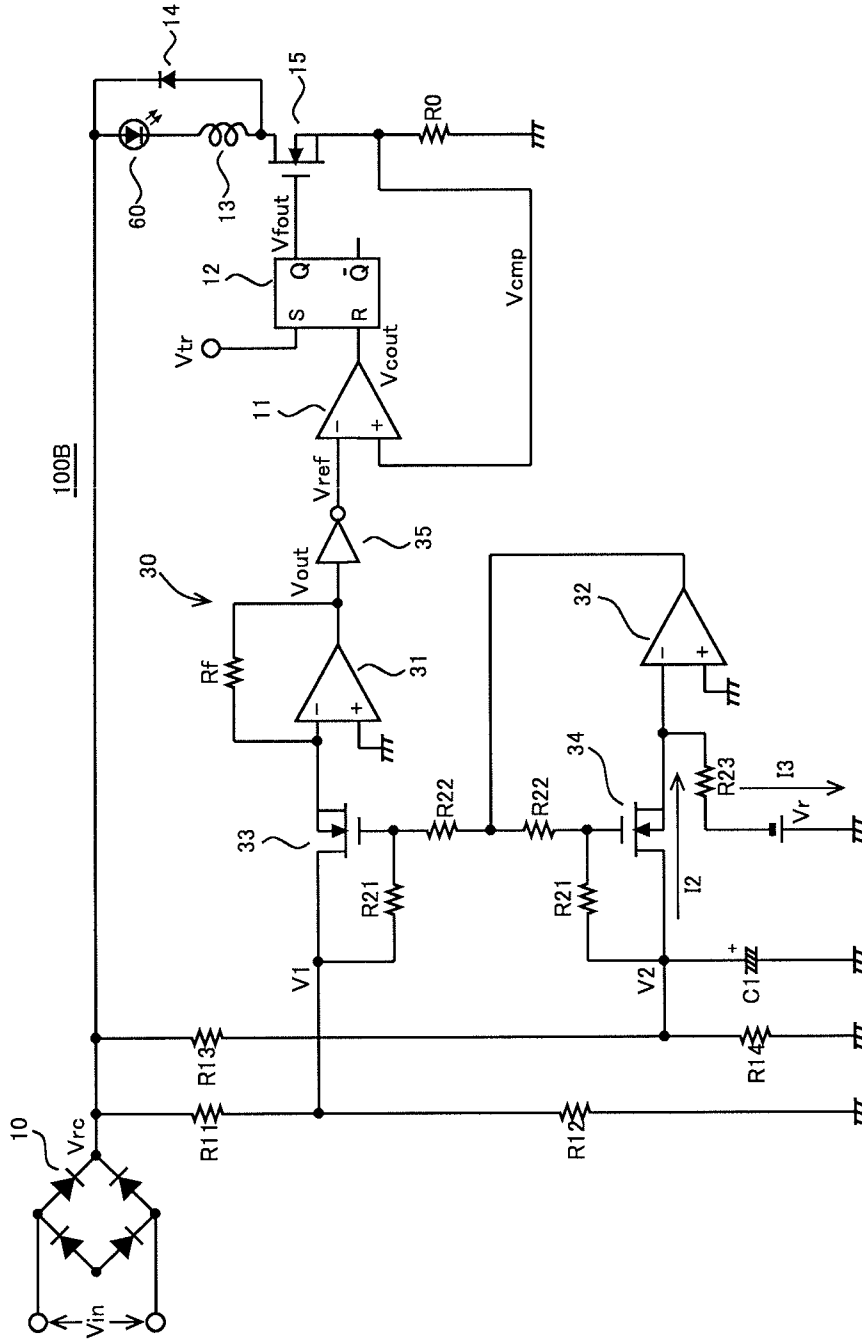 100B
Vin
10
Vrc
R11
R12
R13
R14
V1
V2
C1
+
R21
R22
33
R21
R22
34
I2
R23
I3
Vr
Rf
30
-
+
31
Vout
35
-
+
32
Vref
-
+
11
Vcout
Vtr
12
S
R
Q
Q̄
Vfout
Vcmp
60
13
14
15
R0